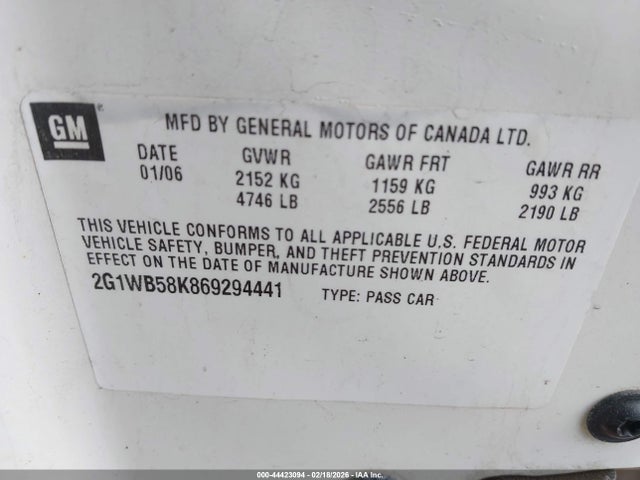 GM
MFD BY GENERAL MOTORS OF CANADA LTD.
DATE GVWR GAWR FRT GAWR RR
01/06 2152 KG 1159 KG 993 KG
4746 LB 2556 LB 2190 LB
THIS VEHICLE CONFORMS TO ALL APPLICABLE U.S. FEDERAL MOTOR
VEHICLE SAFETY, BUMPER, AND THEFT PREVENTION STANDARDS IN
EFFECT ON THE DATE OF MANUFACTURE SHOWN ABOVE.
2G1WB58K869294441 TYPE: PASS CAR
000-44423094 - 02/18/2026 - IAA Inc.